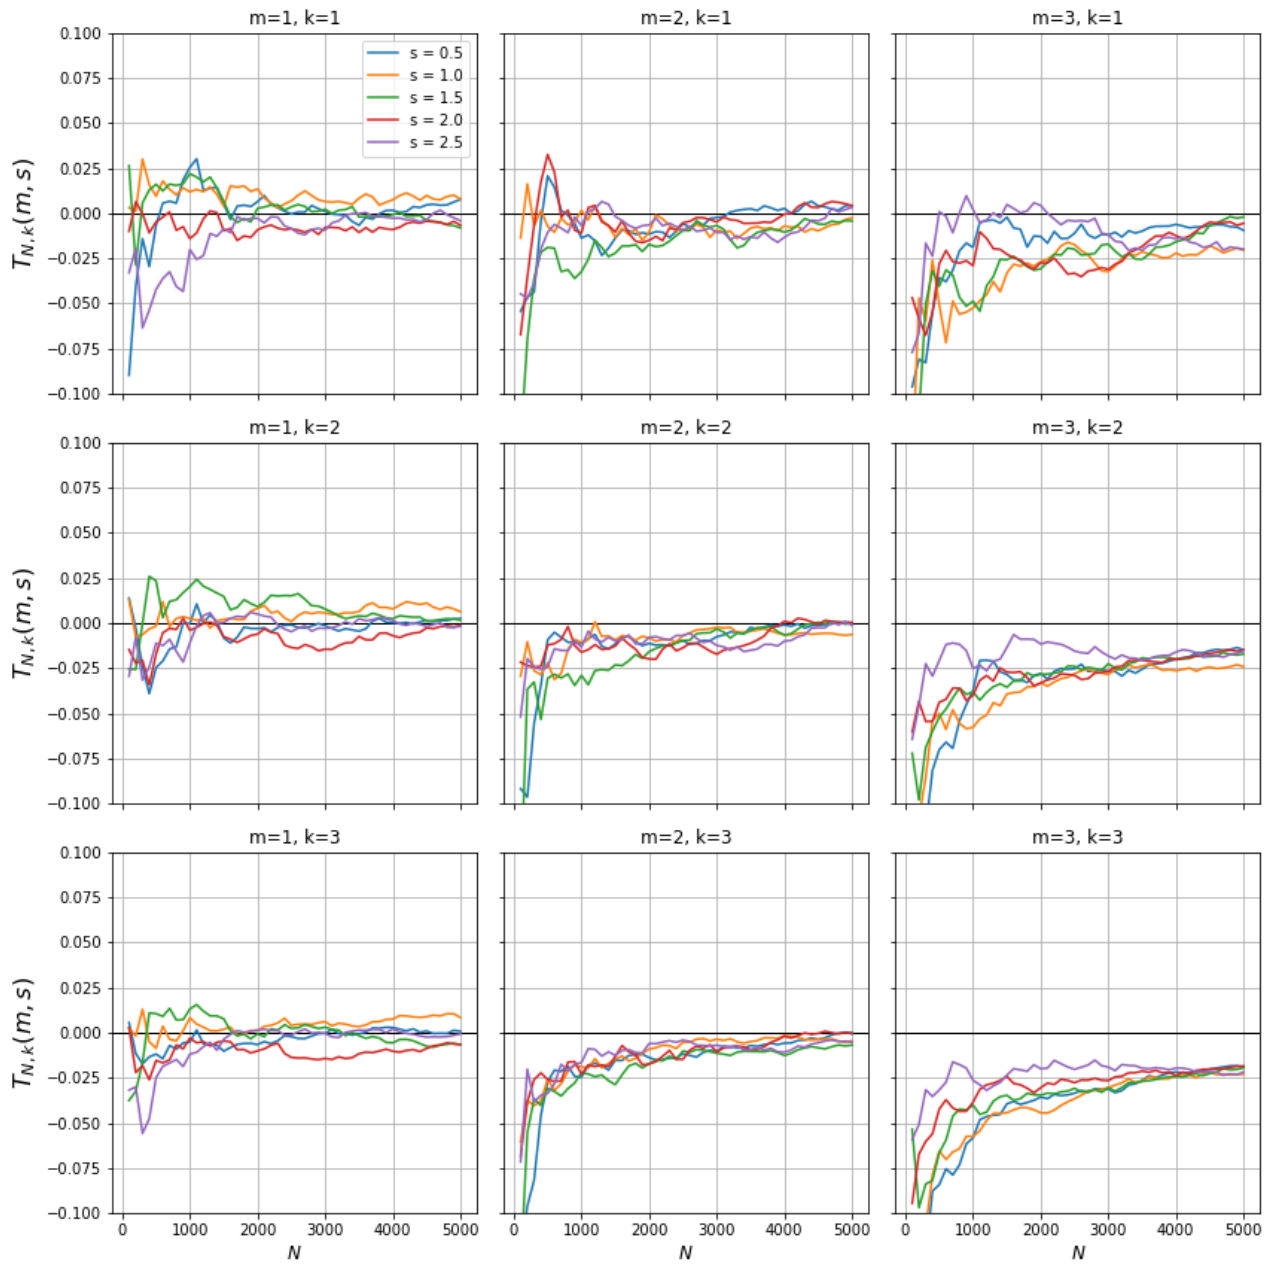 m=1, k=1
m=2, k=1
m=3, k=1
0.100
0.075
0.050
0.025
0.000
−0.025
−0.050
−0.075
−0.100
T_{N,k}(m,s)
s = 0.5
s = 1.0
s = 1.5
s = 2.0
s = 2.5
m=1, k=2
m=2, k=2
m=3, k=2
0.100
0.075
0.050
0.025
0.000
−0.025
−0.050
−0.075
−0.100
T_{N,k}(m,s)
m=1, k=3
m=2, k=3
m=3, k=3
0.100
0.075
0.050
0.025
0.000
−0.025
−0.050
−0.075
−0.100
T_{N,k}(m,s)
0 1000 2000 3000 4000 5000
0 1000 2000 3000 4000 5000
0 1000 2000 3000 4000 5000
N
N
N